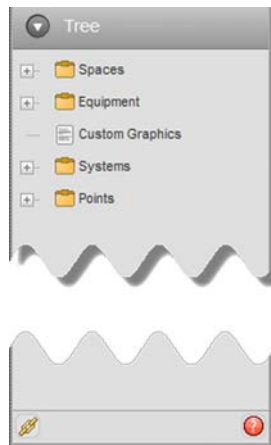 Tree
Spaces
Equipment
Custom Graphics
Systems
Points
?